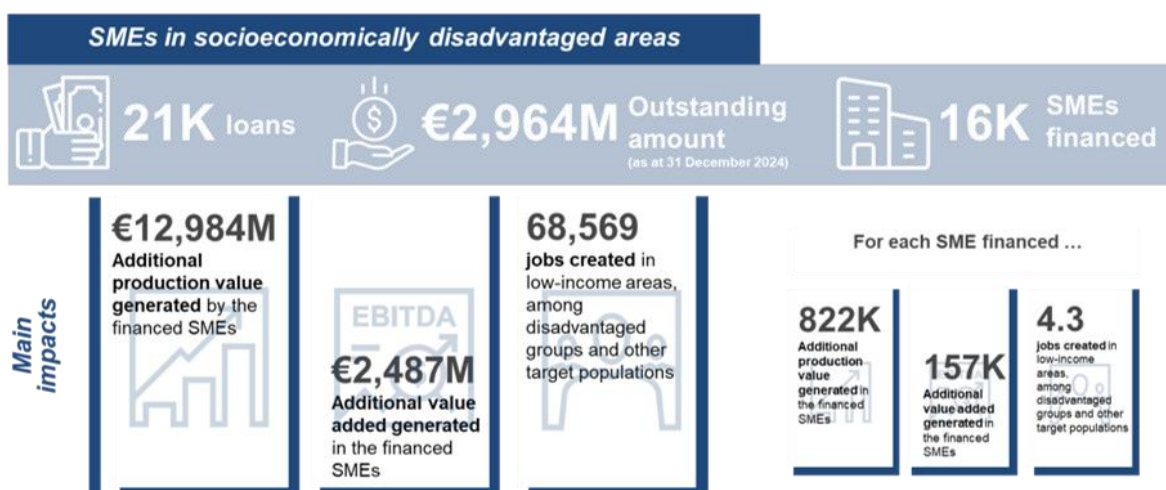 SMEs in socioeconomically disadvantaged areas
21K loans
€2,964M Outstanding
amount
(as at 31 December 2024)
16K SMEs
financed
Main
impacts
€12,984M
Additional
production value
generated by the
financed SMEs
EBITDA
€2,487M
Additional value
added generated
in the financed
SMEs
68,569
jobs created in
low-income areas,
among
disadvantaged
groups and other
target populations
For each SME financed ...
822K
Additional
production
value
generated in
the financed
SMEs
157K
Additional
value added
generated in
the financed
SMEs
4.3
jobs created in
low-income
areas,
among
disadvantaged
groups and other
target populations